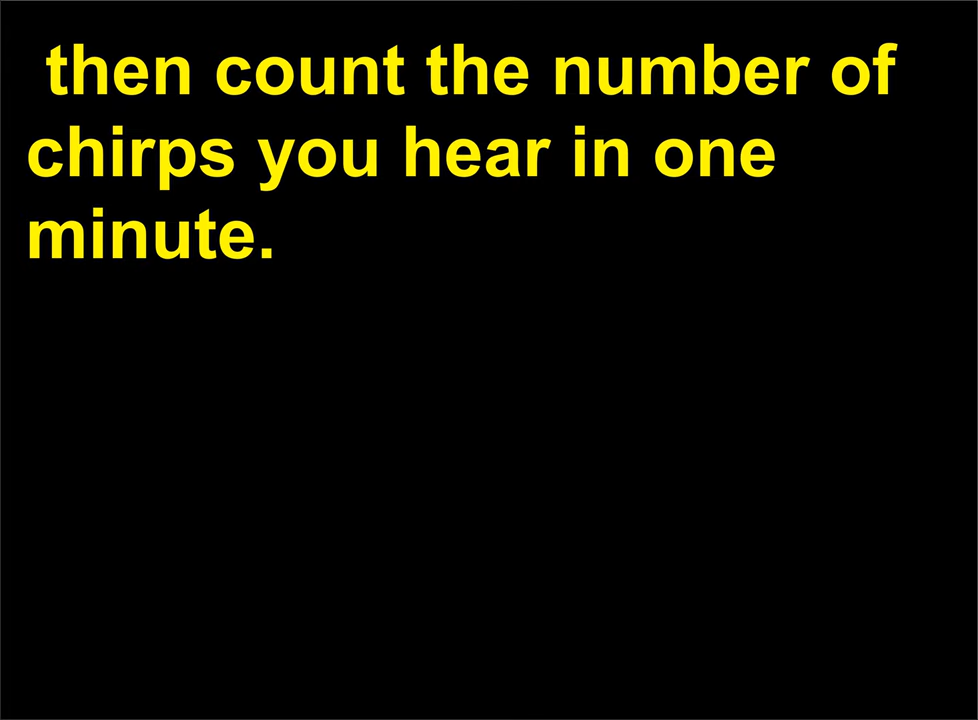 then count the number of
chirps you hear in one
minute.